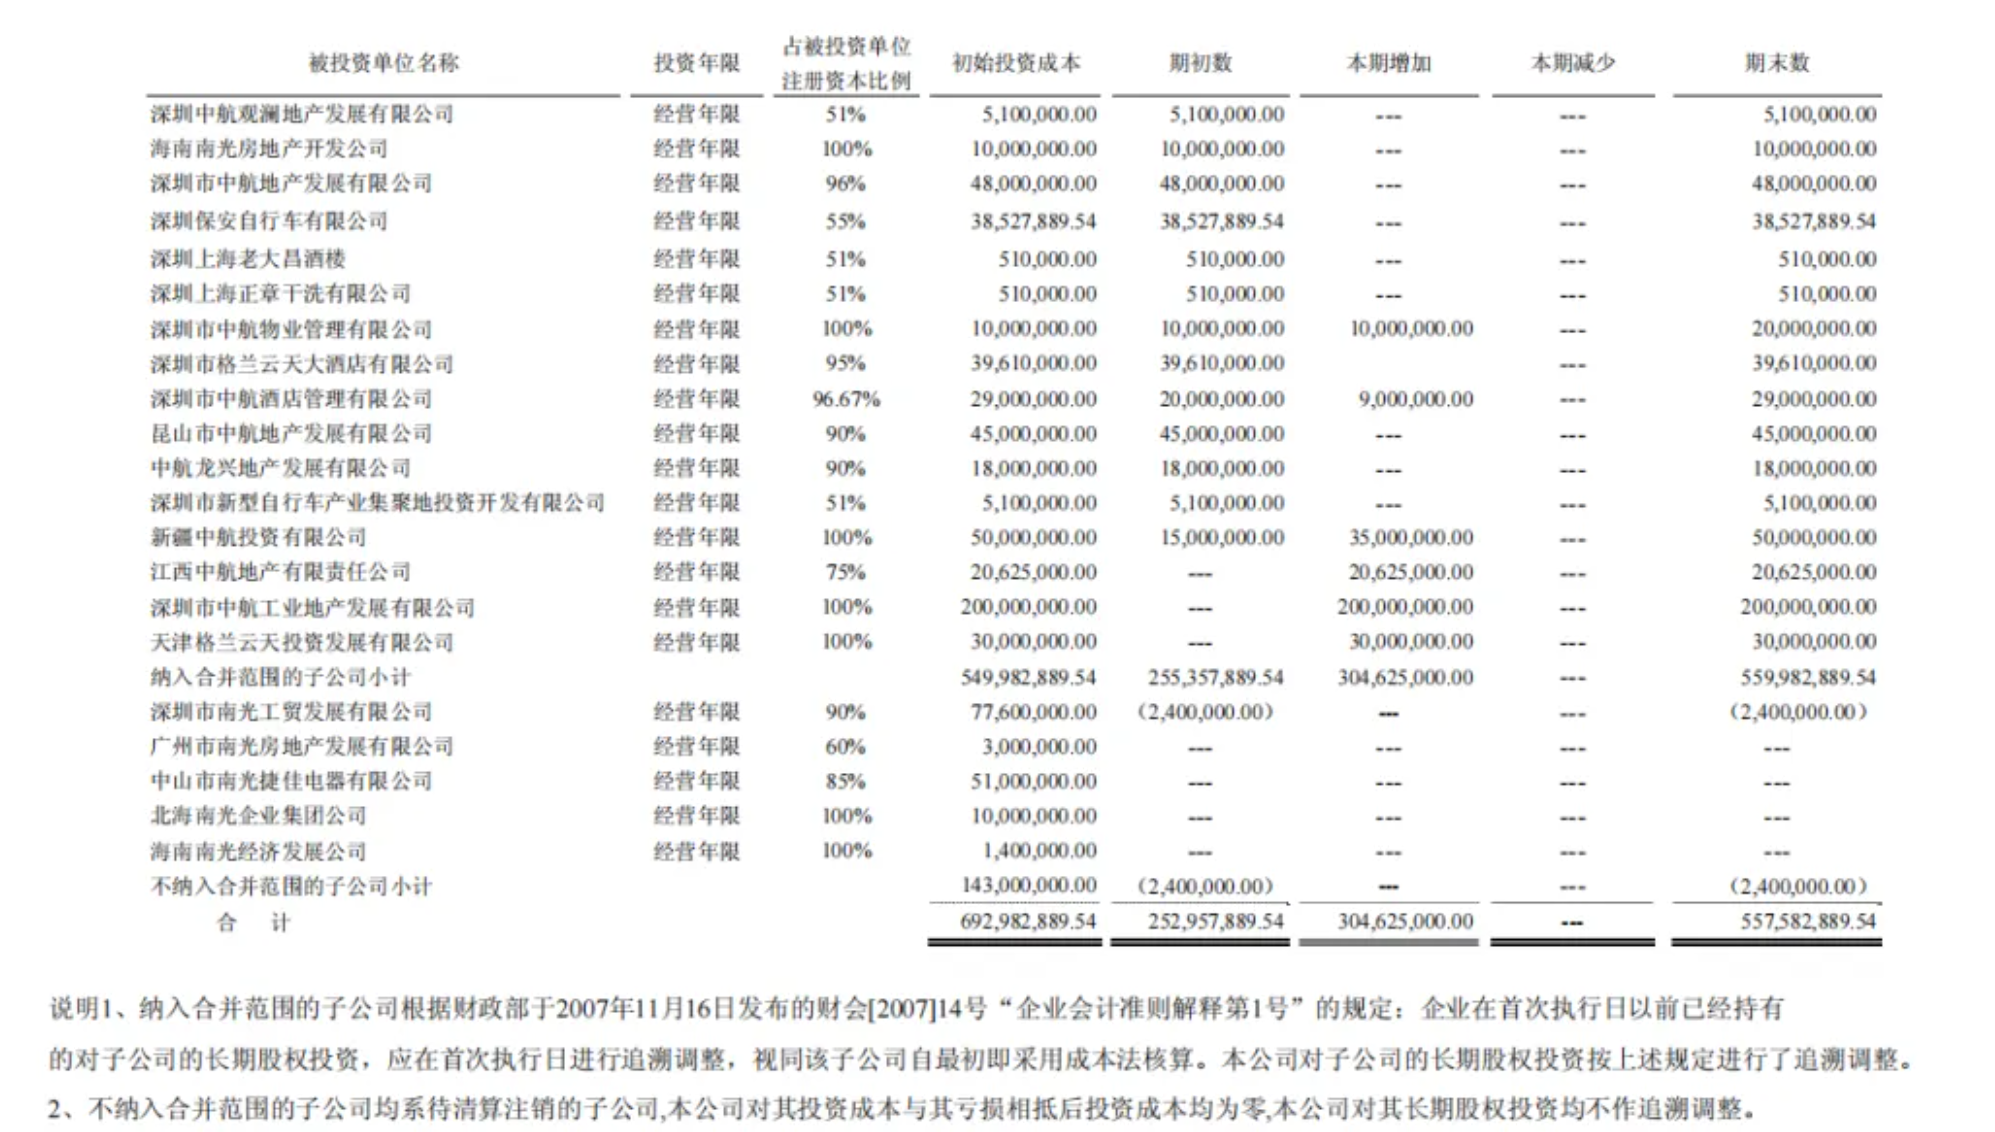 被投资单位名称 投资年限 占被投资单位注册资本比例 初始投资成本 期初数 本期增加 本期减少 期末数
深圳中航观澜地产发展有限公司 经营年限 51% 5,100,000.00 5,100,000.00 --- --- 5,100,000.00
海南南光房地产开发公司 经营年限 100% 10,000,000.00 10,000,000.00 --- --- 10,000,000.00
深圳市中航地产发展有限公司 经营年限 96% 48,000,000.00 48,000,000.00 --- --- 48,000,000.00
深圳保安自行车有限公司 经营年限 55% 38,527,889.54 38,527,889.54 --- --- 38,527,889.54
深圳上海老大昌酒楼 经营年限 51% 510,000.00 510,000.00 --- --- 510,000.00
深圳上海正章干洗有限公司 经营年限 51% 510,000.00 510,000.00 --- --- 510,000.00
深圳市中航物业管理有限公司 经营年限 100% 10,000,000.00 10,000,000.00 10,000,000.00 --- 20,000,000.00
深圳市格兰云天大酒店有限公司 经营年限 95% 39,610,000.00 39,610,000.00 --- 39,610,000.00
深圳市中航酒店管理有限公司 经营年限 96.67% 29,000,000.00 20,000,000.00 9,000,000.00 --- 29,000,000.00
昆山市中航地产发展有限公司 经营年限 90% 45,000,000.00 45,000,000.00 --- --- 45,000,000.00
中航龙兴地产发展有限公司 经营年限 90% 18,000,000.00 18,000,000.00 --- --- 18,000,000.00
深圳市新型自行车产业集聚地投资开发有限公司 经营年限 51% 5,100,000.00 5,100,000.00 --- --- 5,100,000.00
新疆中航投资有限公司 经营年限 100% 50,000,000.00 15,000,000.00 35,000,000.00 --- 50,000,000.00
江西中航地产有限责任公司 经营年限 75% 20,625,000.00 --- 20,625,000.00 --- 20,625,000.00
深圳市中航工业地产发展有限公司 经营年限 100% 200,000,000.00 --- 200,000,000.00 --- 200,000,000.00
天津格兰云天投资发展有限公司 经营年限 100% 30,000,000.00 --- 30,000,000.00 --- 30,000,000.00
纳入合并范围的子公司小计 549,982,889.54 255,357,889.54 304,625,000.00 --- 559,982,889.54
深圳市南光工贸发展有限公司 经营年限 90% 77,600,000.00 (2,400,000.00) --- --- (2,400,000.00)
广州市南光房地产发展有限公司 经营年限 60% 3,000,000.00 --- --- --- ---
中山市南光捷佳电器有限公司 经营年限 85% 51,000,000.00 --- --- --- ---
北海南光企业集团公司 经营年限 100% 10,000,000.00 --- --- --- ---
海南南光经济发展公司 经营年限 100% 1,400,000.00 --- --- --- ---
不纳入合并范围的子公司小计 143,000,000.00 (2,400,000.00) --- --- (2,400,000.00)
合 计 692,982,889.54 252,957,889.54 304,625,000.00 --- 557,582,889.54
说明1、纳入合并范围的子公司根据财政部于2007年11月16日发布的财会[2007]14号“企业会计准则解释第1号”的规定：企业在首次执行日以前已经持有
的对子公司的长期股权投资，应在首次执行日进行追溯调整，视同该子公司自最初即采用成本法核算。本公司对子公司的长期股权投资按上述规定进行了追溯调整。
2、不纳入合并范围的子公司均系待清算注销的子公司,本公司对其投资成本与其亏损相抵后投资成本均为零,本公司对其长期股权投资均不作追溯调整。